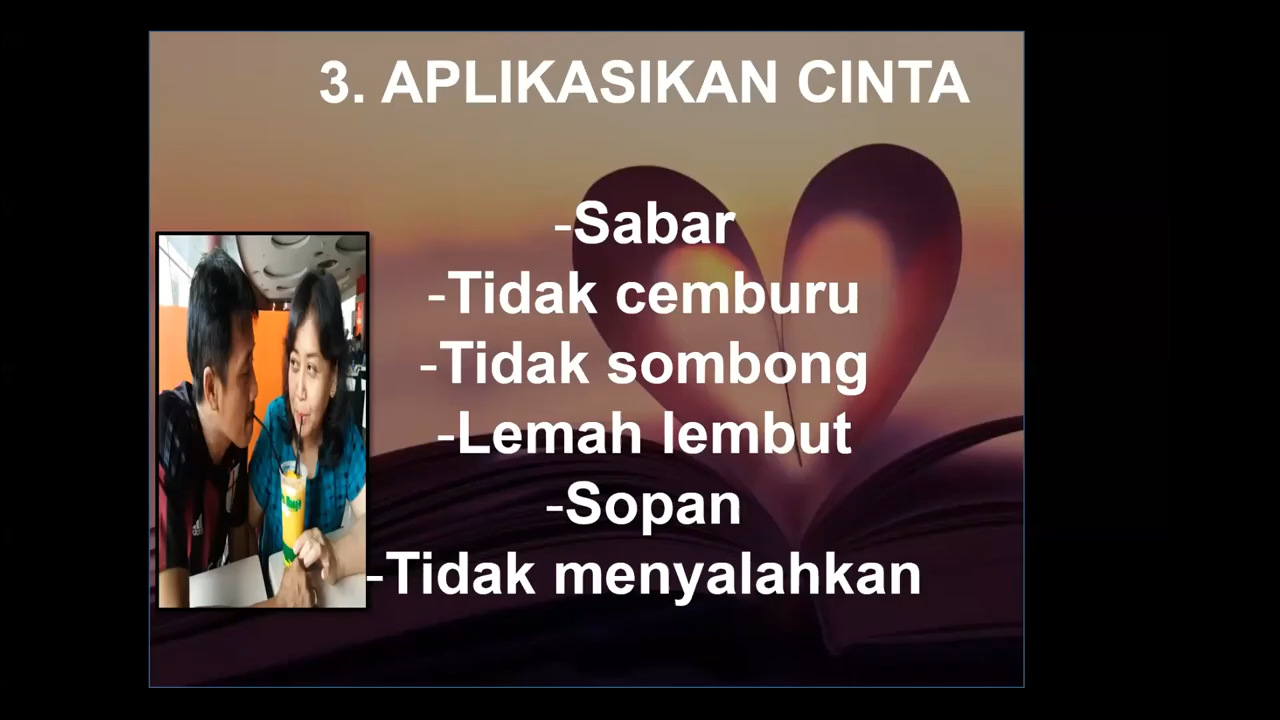 3. APLIKASIKAN CINTA
-Sabar
-Tidak cemburu
-Tidak sombong
-Lemah lembut
-Sopan
-Tidak menyalahkan